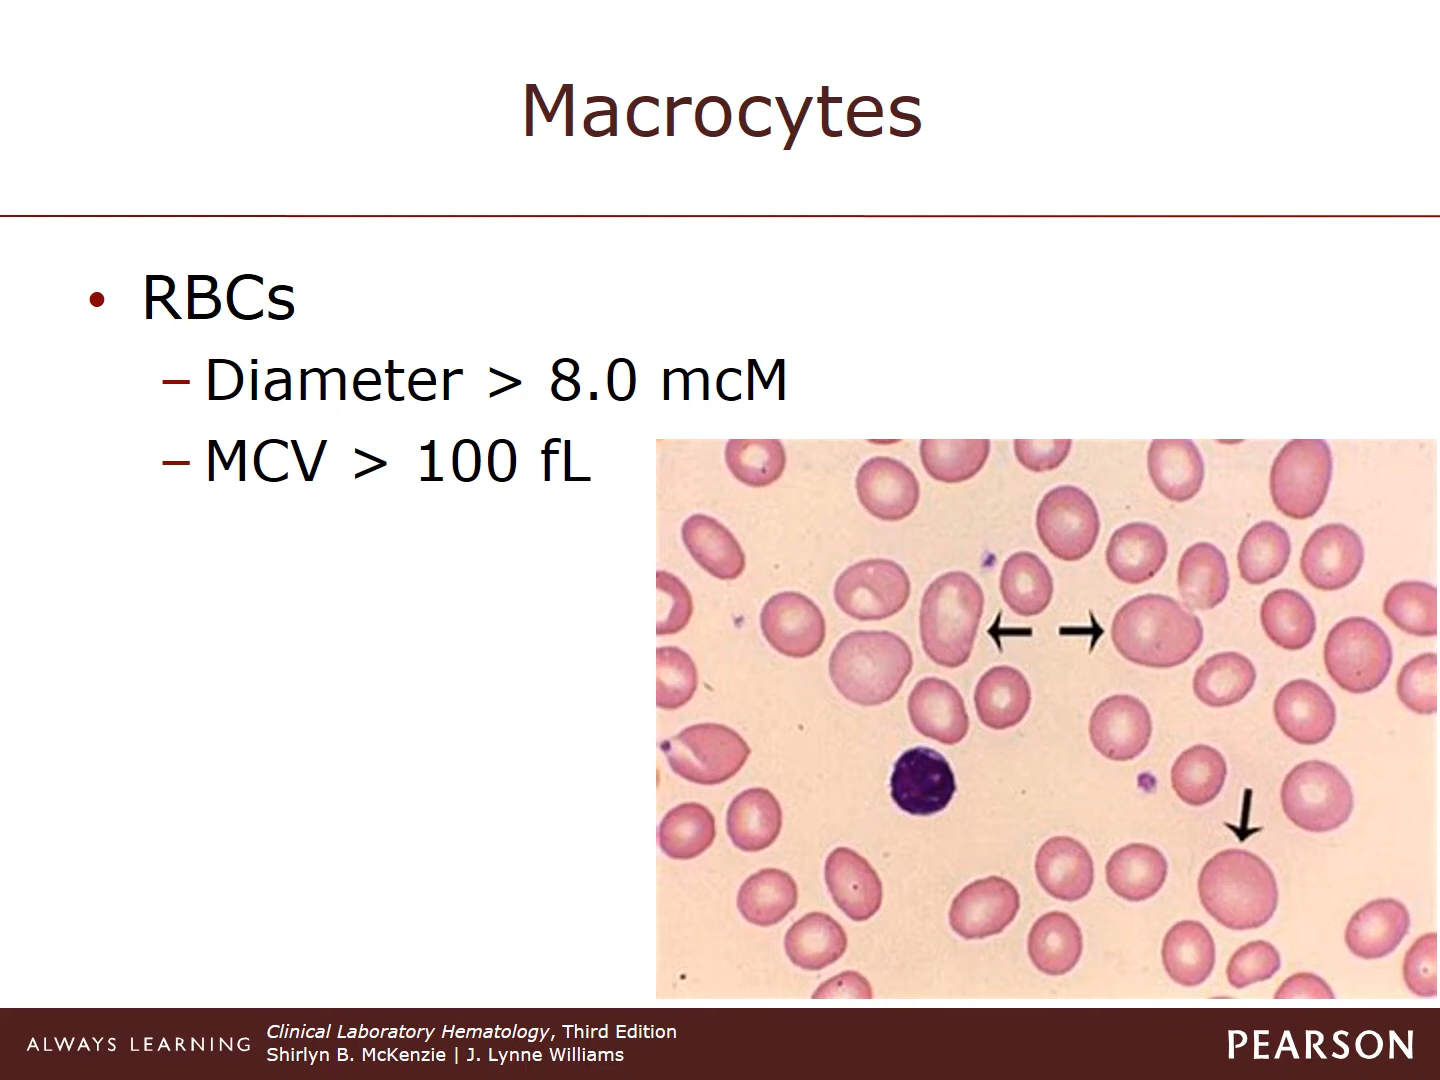 Macrocytes
• RBCs
– Diameter > 8.0 mcM
– MCV > 100 fL
ALWAYS LEARNING
Clinical Laboratory Hematology, Third Edition
Shirlyn B. McKenzie | J. Lynne Williams
PEARSON